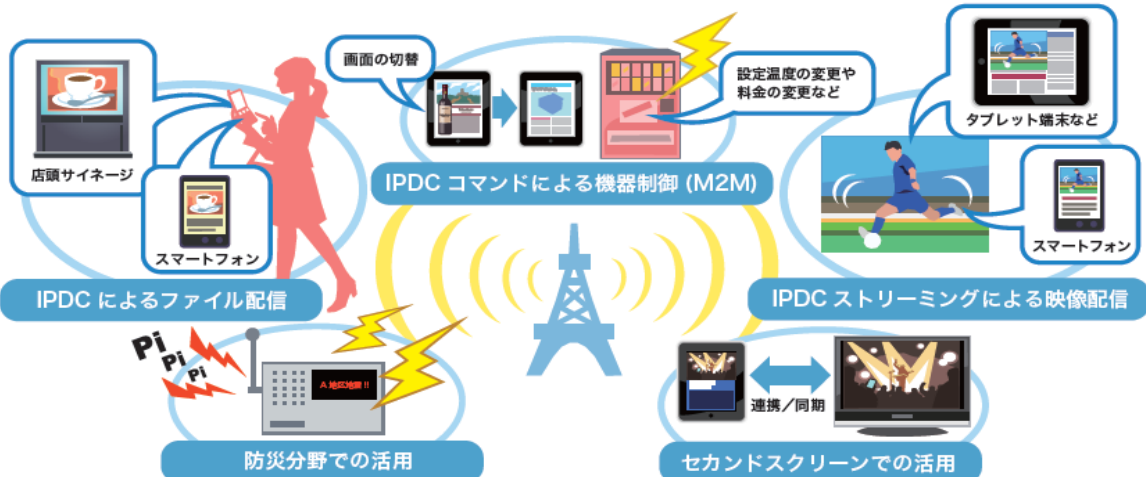 画面の切替
設定温度の変更や
料金の変更など
タブレット端末など
店頭サイネージ
スマートフォン
スマートフォン
IPDC コマンドによる機器制御 (M2M)
IPDC によるファイル配信
IPDC ストリーミングによる映像配信
Pi
Pi
Pi
A 地区地震 !!
連携／同期
防災分野での活用
セカンドスクリーンでの活用